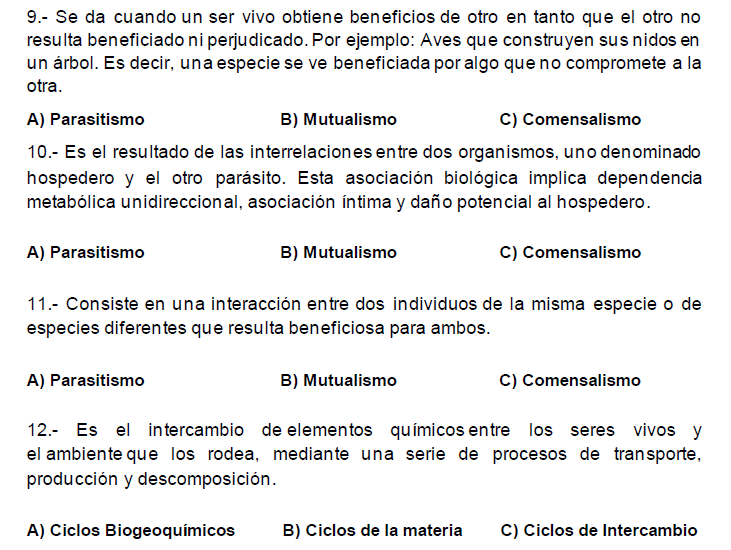 9.- Se da cuando un ser vivo obtiene beneficios de otro en tanto que el otro no
resulta beneficiado ni perjudicado. Por ejemplo: Aves que construyen sus nidos en
un árbol. Es decir, una especie se ve beneficiada por algo que no compromete a la
otra.
A) Parasitismo B) Mutualismo C) Comensalismo
10.- Es el resultado de las interrelaciones entre dos organismos, uno denominado
hospedero y el otro parásito. Esta asociación biológica implica dependencia
metabólica unidireccional, asociación íntima y daño potencial al hospedero.
A) Parasitismo B) Mutualismo C) Comensalismo
11.- Consiste en una interacción entre dos individuos de la misma especie o de
especies diferentes que resulta beneficiosa para ambos.
A) Parasitismo B) Mutualismo C) Comensalismo
12.- Es el intercambio de elementos químicos entre los seres vivos y
el ambiente que los rodea, mediante una serie de procesos de transporte,
producción y descomposición.
A) Ciclos Biogeoquímicos B) Ciclos de la materia C) Ciclos de Intercambio